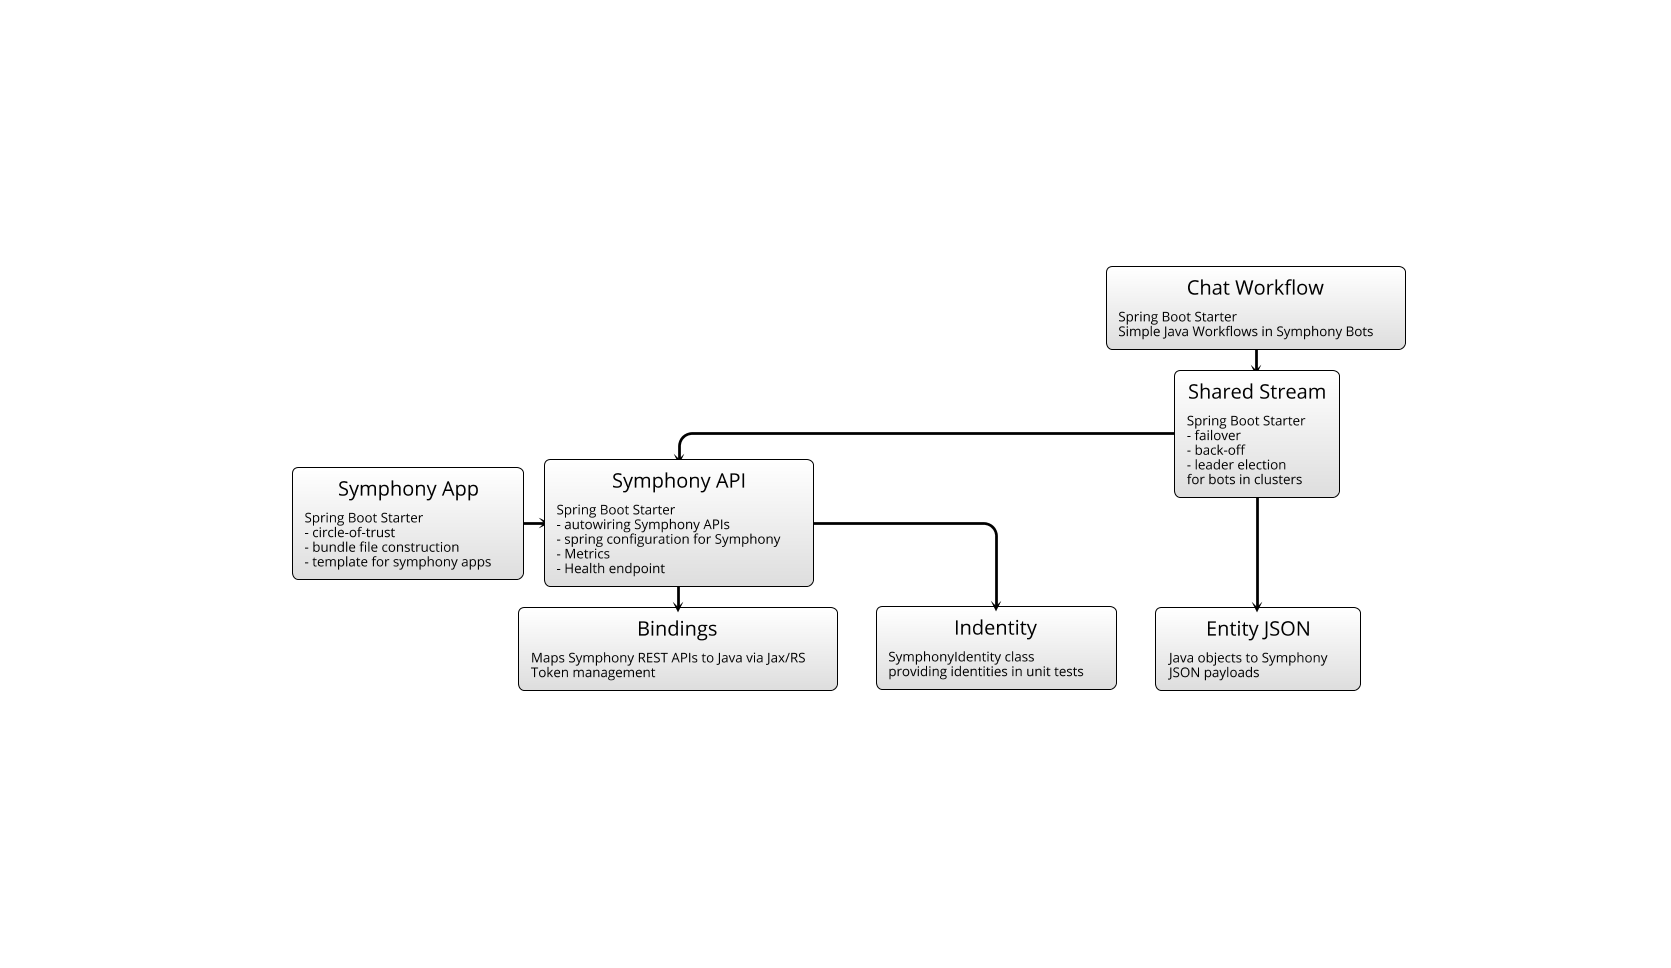 Chat Workflow
Spring Boot Starter
Simple Java Workflows in Symphony Bots
Shared Stream
Spring Boot Starter
- failover
- back-off
- leader election
for bots in clusters
Symphony App
Spring Boot Starter
- circle-of-trust
- bundle file construction
- template for symphony apps
Symphony API
Spring Boot Starter
- autowiring Symphony APIs
- spring configuration for Symphony
- Metrics
- Health endpoint
Bindings
Maps Symphony REST APIs to Java via Jax/RS
Token management
Indentity
SymphonyIdentity class
providing identities in unit tests
Entity JSON
Java objects to Symphony
JSON payloads